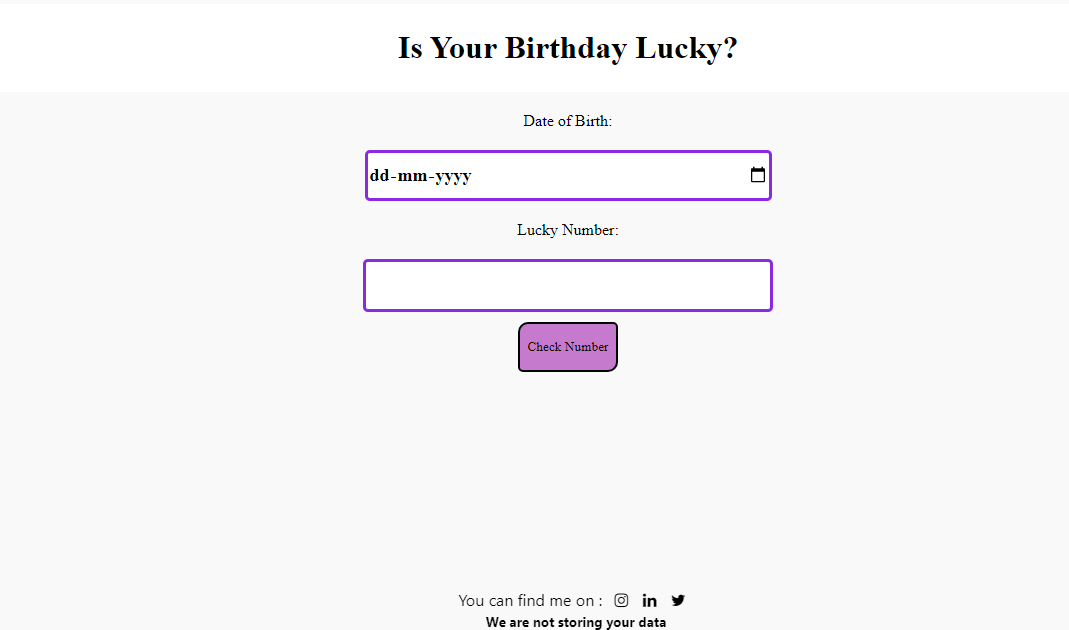 Is Your Birthday Lucky?
Date of Birth:
dd-mm-yyyy
Lucky Number:
Check Number
You can find me on :
We are not storing your data